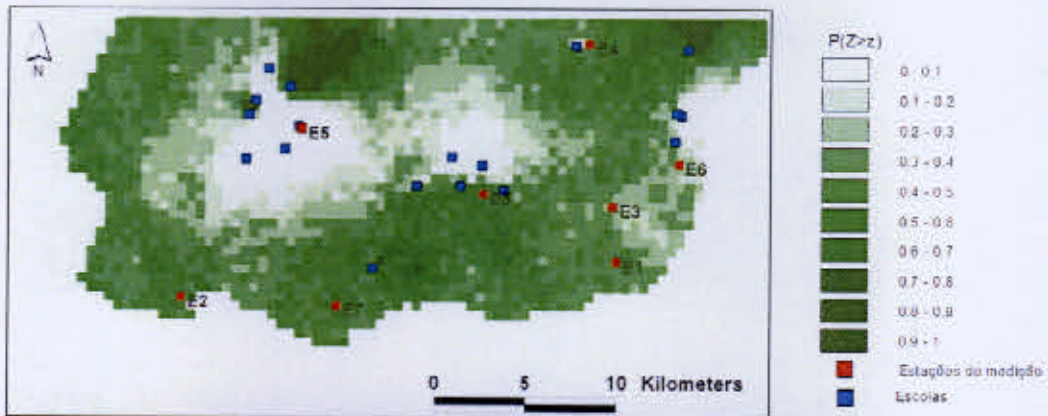 N
E5
E6
E3
E2
0 5 10 Kilometers
P(Z>z)
0 - 0.1
0.1 - 0.2
0.2 - 0.3
0.3 - 0.4
0.4 - 0.5
0.5 - 0.6
0.6 - 0.7
0.7 - 0.8
0.8 - 0.9
0.9 - 1
Estações de medição
Escolas